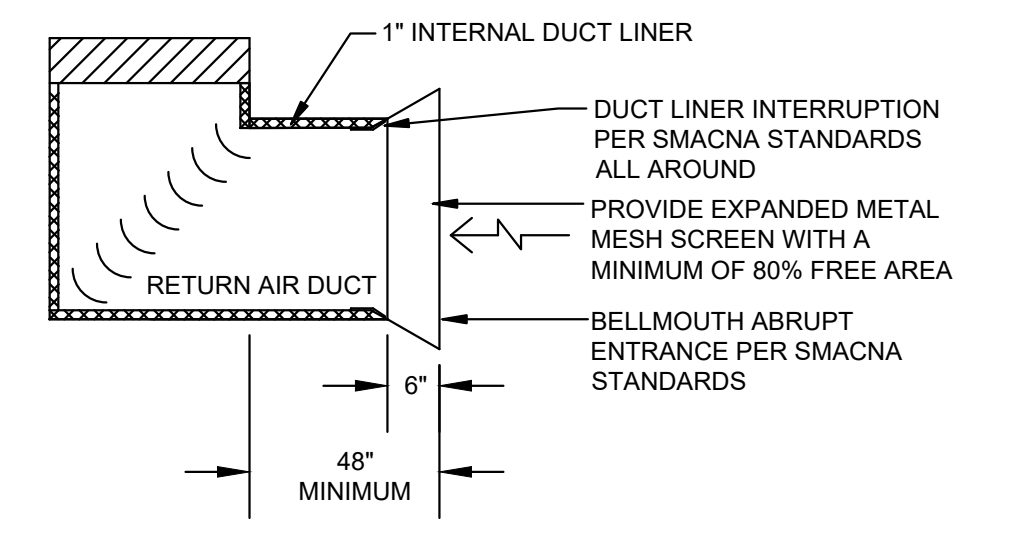 1" INTERNAL DUCT LINER
DUCT LINER INTERRUPTION
PER SMACNA STANDARDS
ALL AROUND
PROVIDE EXPANDED METAL
MESH SCREEN WITH A
MINIMUM OF 80% FREE AREA
RETURN AIR DUCT
BELLMOUTH ABRUPT
ENTRANCE PER SMACNA
STANDARDS
6"
48"
MINIMUM